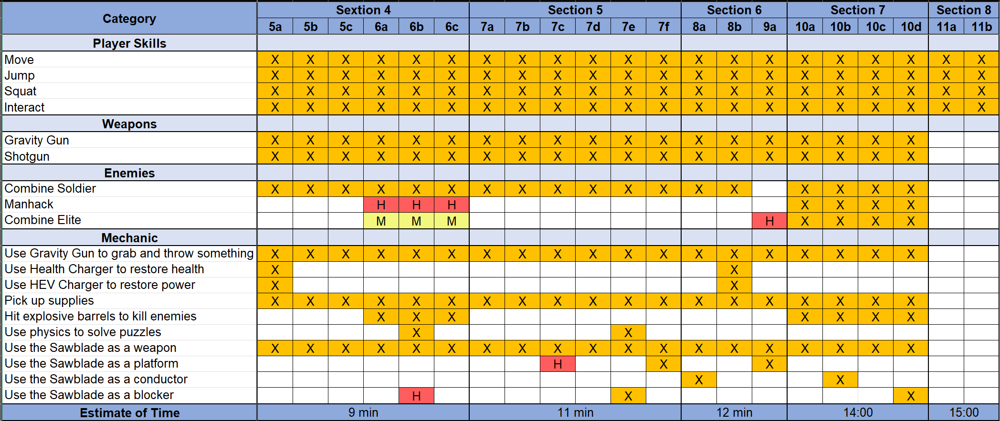 Category Sextion 4 Section 5 Section 6 Section 7 Section 8
5a 5b 5c 6a 6b 6c 7a 7b 7c 7d 7e 7f 8a 8b 9a 10a 10b 10c 10d 11a 11b
Player Skills
Move X X X X X X X X X X X X X X X X X X X X X
Jump X X X X X X X X X X X X X X X X X X X X X
Squat X X X X X X X X X X X X X X X X X X X X X
Interact X X X X X X X X X X X X X X X X X X X X X
Weapons
Gravity Gun X X X X X X X X X X X X X X X X X X X
Shotgun X X X X X X X X X X X X X X X X X X X
Enemies
Combine Soldier X X X X X X X X X X X X X X X X X X
Manhack H H H X X X X
Combine Elite M M M H X X X X
Mechanic
Use Gravity Gun to grab and throw something X X X X X X X X X X X X X X X X X X X
Use Health Charger to restore health X X
Use HEV Charger to restore power X X
Pick up supplies X X X X X X X X X X X X X X X X X X X
Hit explosive barrels to kill enemies X X X X X X X
Use physics to solve puzzles X X
Use the Sawblade as a weapon X X X X X X X X X X X X X X X X X X X
Use the Sawblade as a platform H X X
Use the Sawblade as a conductor X X
Use the Sawblade as a blocker H X X
Estimate of Time 9 min 11 min 12 min 14:00 15:00